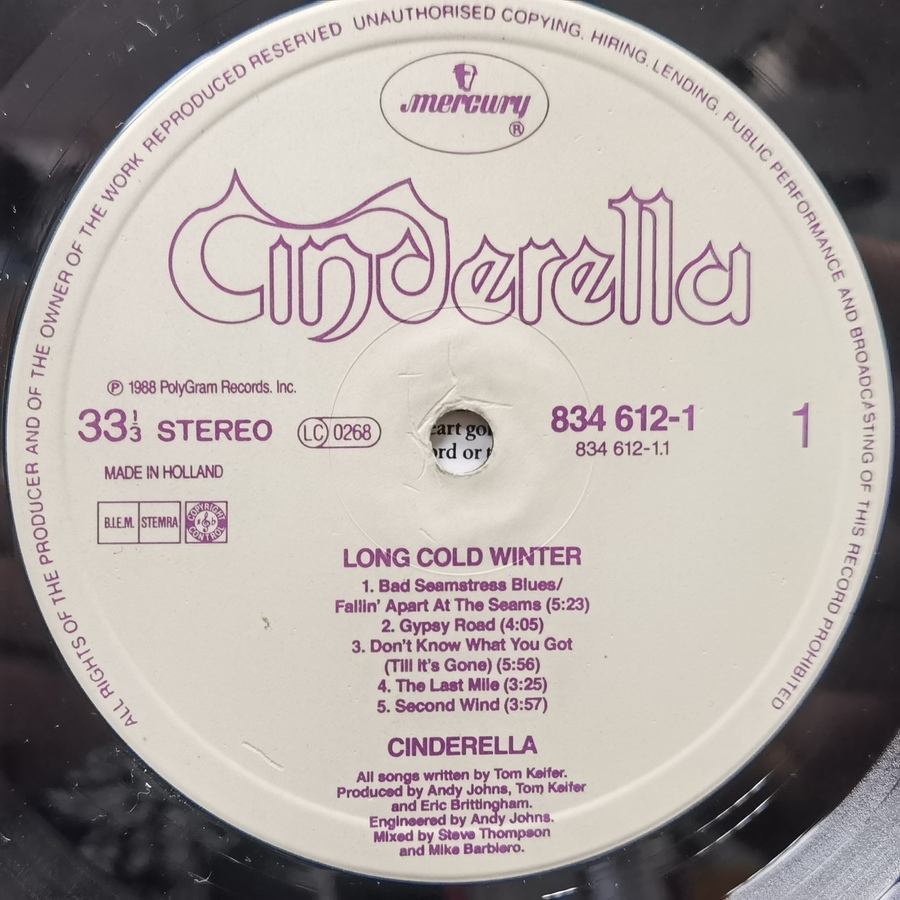 ALL RIGHTS OF THE PRODUCER AND OF THE OWNER OF THE WORK REPRODUCED RESERVED UNAUTHORISED COPYING. HIRING. LENDING. PUBLIC PERFORMANCE AND BROADCASTING OF THIS RECORD PROHIBITED
mercury
®
Cinderella
℗ 1988 PolyGram Records. Inc.
33⅓ STEREO
LC 0268
834 612-1
834 612-1.1
1
MADE IN HOLLAND
B.I.E.M. STEMRA COPYRIGHT CONTROL
eart go
ord or t
LONG COLD WINTER
1. Bad Seamstress Blues/
Fallin' Apart At The Seams (5:23)
2. Gypsy Road (4:05)
3. Don't Know What You Got
(Till It's Gone) (5:56)
4. The Last Mile (3:25)
5. Second Wind (3:57)
CINDERELLA
All songs written by Tom Keifer.
Produced by Andy Johns, Tom Keifer
and Eric Brittingham.
Engineered by Andy Johns.
Mixed by Steve Thompson
and Mike Barbiero.